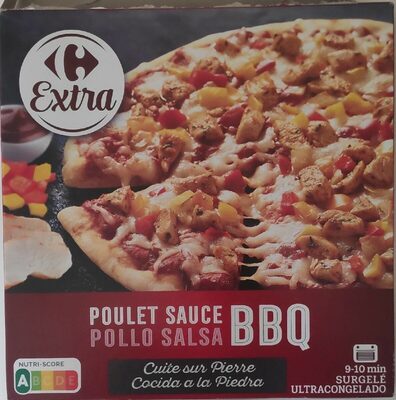 Extra
POULET SAUCE
POLLO SALSA
BBQ
NUTRI-SCORE
A B C D E
Cuite sur Pierre
Cocida a la Piedra
9-10 min
SURGELÉ
ULTRACONGELADO